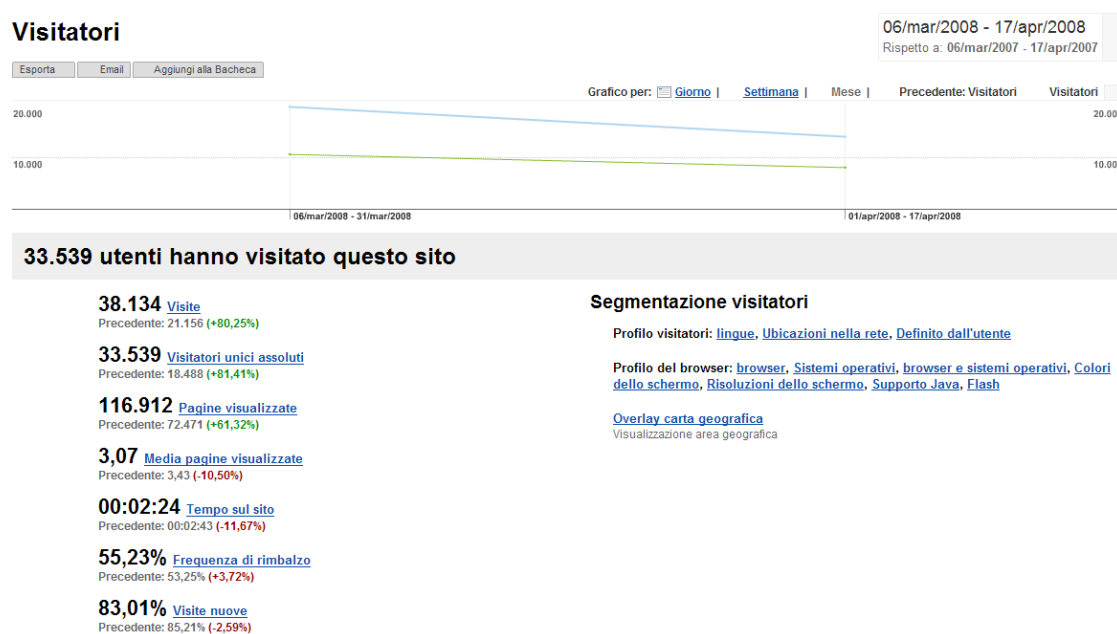 Visitatori
06/mar/2008 - 17/apr/2008
Rispetto a: 06/mar/2007 - 17/apr/2007
Esporta Email Aggiungi alla Bacheca
Grafico per: Giorno | Settimana | Mese | Precedente: Visitatori Visitatori
20.000 20.00
10.000 10.00
06/mar/2008 - 31/mar/2008 01/apr/2008 - 17/apr/2008
33.539 utenti hanno visitato questo sito
38.134 Visite
Precedente: 21.156 (+80,25%)
33.539 Visitatori unici assoluti
Precedente: 18.488 (+81,41%)
116.912 Pagine visualizzate
Precedente: 72.471 (+61,32%)
3,07 Media pagine visualizzate
Precedente: 3,43 (-10,50%)
00:02:24 Tempo sul sito
Precedente: 00:02:43 (-11,67%)
55,23% Frequenza di rimbalzo
Precedente: 53,25% (+3,72%)
83,01% Visite nuove
Precedente: 85,21% (-2,59%)
Segmentazione visitatori
Profilo visitatori: lingue, Ubicazioni nella rete, Definito dall'utente
Profilo del browser: browser, Sistemi operativi, browser e sistemi operativi, Colori
dello schermo, Risoluzioni dello schermo, Supporto Java, Flash
Overlay carta geografica
Visualizzazione area geografica